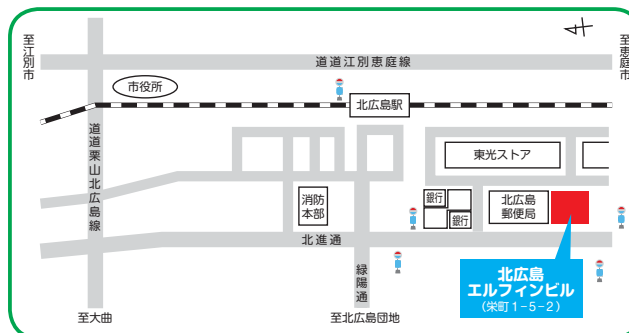 至江別市
至恵庭市
道道江別恵庭線
市役所
北広島駅
道道栗山北広島線
東光ストア
消防
本部
銀行
銀行
北広島
郵便局
北進通
緑陽通
北広島
エルフィンビル
(栄町1-5-2)
至大曲
至北広島団地